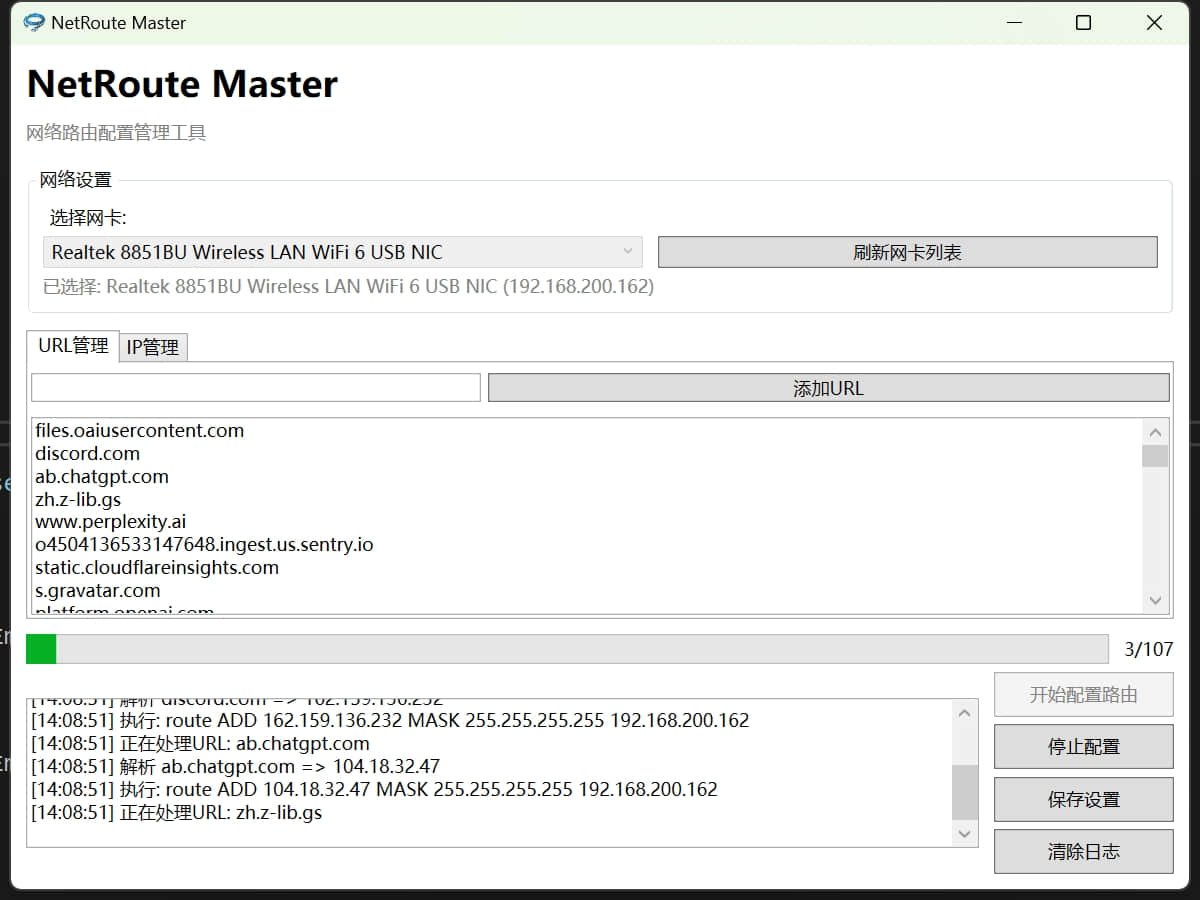 NetRoute Master
NetRoute Master
网络路由配置管理工具
网络设置
选择网卡:
Realtek 8851BU Wireless LAN WiFi 6 USB NIC
刷新网卡列表
已选择: Realtek 8851BU Wireless LAN WiFi 6 USB NIC (192.168.200.162)
URL管理
IP管理
添加URL
files.oaiusercontent.com
discord.com
ab.chatgpt.com
zh.z-lib.gs
www.perplexity.ai
o4504136533147648.ingest.us.sentry.io
static.cloudflareinsights.com
s.gravatar.com
platform.openai.com
3/107
[14:08:51] 解析 discord.com => 162.159.136.232
[14:08:51] 执行: route ADD 162.159.136.232 MASK 255.255.255.255 192.168.200.162
[14:08:51] 正在处理URL: ab.chatgpt.com
[14:08:51] 解析 ab.chatgpt.com => 104.18.32.47
[14:08:51] 执行: route ADD 104.18.32.47 MASK 255.255.255.255 192.168.200.162
[14:08:51] 正在处理URL: zh.z-lib.gs
开始配置路由
停止配置
保存设置
清除日志